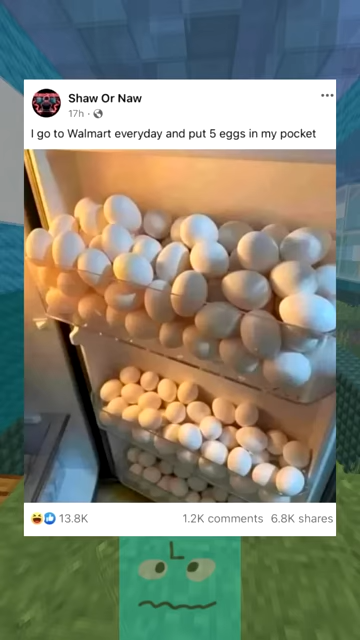 Shaw Or Naw
17h ·
I go to Walmart everyday and put 5 eggs in my pocket
13.8K 1.2K comments 6.8K shares